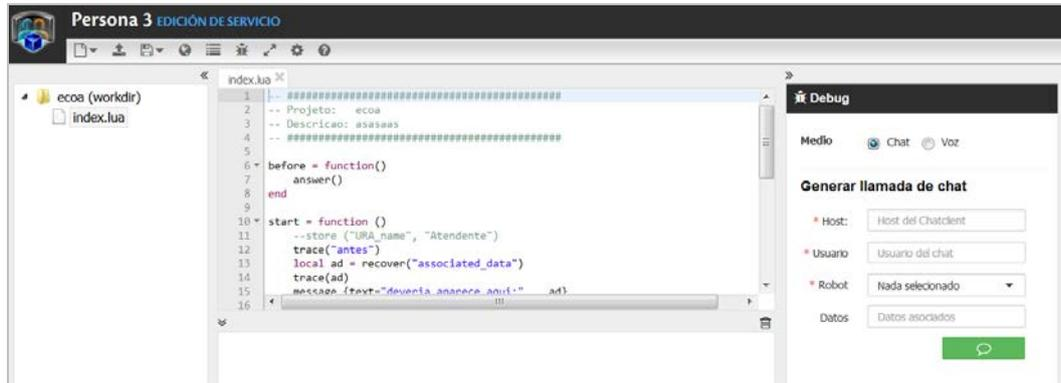 Persona 3 EDICIÓN DE SERVICIO
ecoa (workdir)
index.lua
index.lua
1 -- ############################################
2 -- Projeto: ecoa
3 -- Descricao: asasaas
4 -- ############################################
5
6 before = function()
7 answer()
8 end
9
10 start = function ()
11 --store ("URA_name", "Atendente")
12 trace("antes")
13 local ad = recover("associated_data")
14 trace(ad)
15 message {text="deveria aparece aqui:" ad}
16
Debug
Medio Chat Voz
Generar llamada de chat
* Host: Host del Chatclient
* Usuario Usuario del chat
* Robot Nada selecionado
Datos Datos asociados